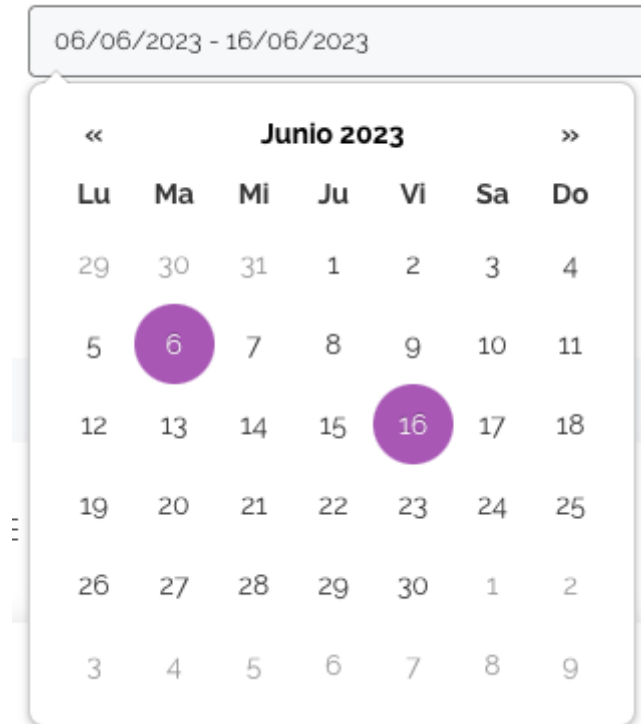 06/06/2023 - 16/06/2023
« Junio 2023 »
Lu Ma Mi Ju Vi Sa Do
29 30 31 1 2 3 4
5 6 7 8 9 10 11
12 13 14 15 16 17 18
19 20 21 22 23 24 25
26 27 28 29 30 1 2
3 4 5 6 7 8 9